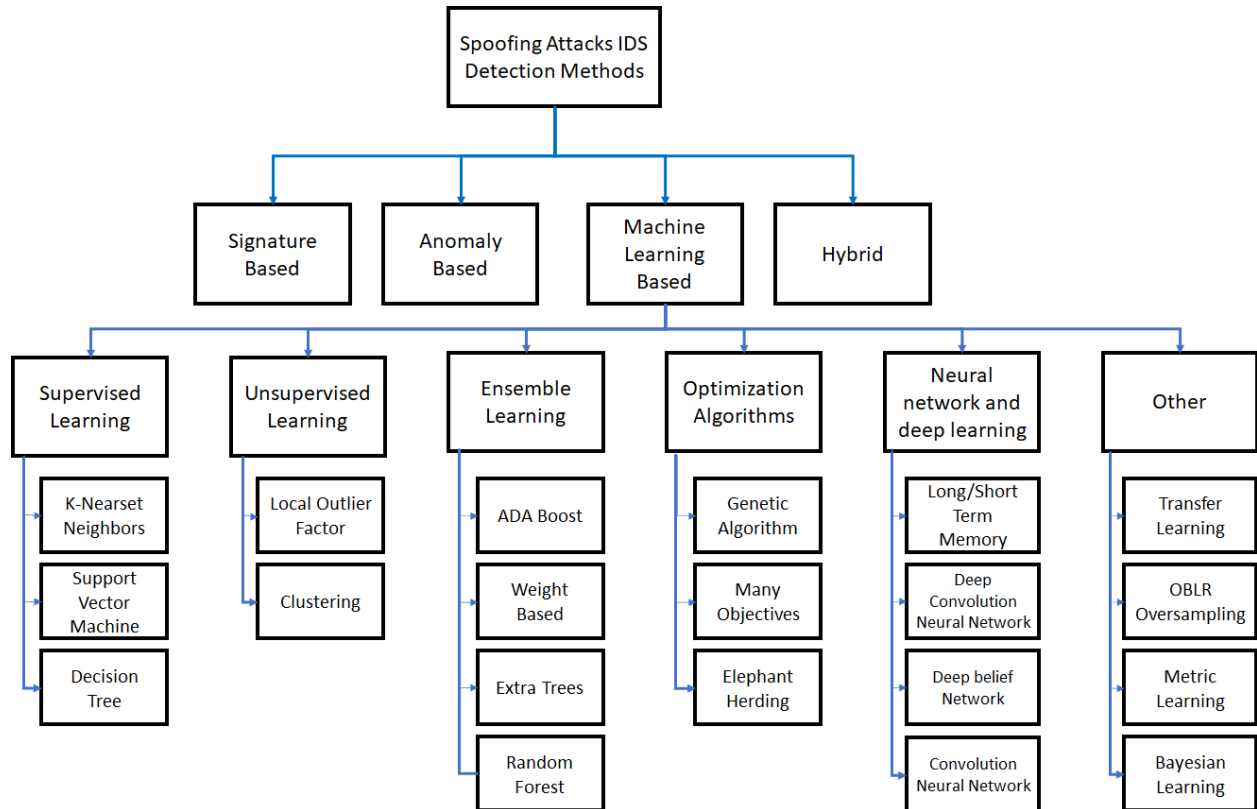 Spoofing Attacks IDS
Detection Methods
Signature
Based
Anomaly
Based
Machine
Learning
Based
Hybrid
Supervised
Learning
Unsupervised
Learning
Ensemble
Learning
Optimization
Algorithms
Neural
network and
deep learning
Other
K-Nearset
Neighbors
Support
Vector
Machine
Decision
Tree
Local Outlier
Factor
Clustering
ADA Boost
Weight
Based
Extra Trees
Random
Forest
Genetic
Algorithm
Many
Objectives
Elephant
Herding
Long/Short
Term
Memory
Deep
Convolution
Neural Network
Deep belief
Network
Convolution
Neural Network
Transfer
Learning
OBLR
Oversampling
Metric
Learning
Bayesian
Learning